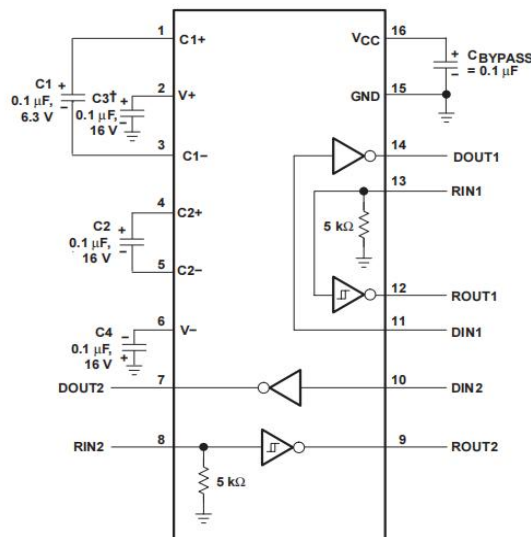 1
C1+
VCC
16
+
CBYPASS
–
= 0.1 µF
C1
+
0.1 µF,
–
6.3 V
2
V+
C3†
+
0.1 µF,
–
16 V
GND
15
3
C1–
14
DOUT1
13
RIN1
4
C2+
C2
+
0.1 µF,
–
16 V
5
C2–
5 kΩ
12
ROUT1
6
V–
C4
–
0.1 µF,
+
16 V
11
DIN1
DOUT2
7
10
DIN2
RIN2
8
9
ROUT2
5 kΩ